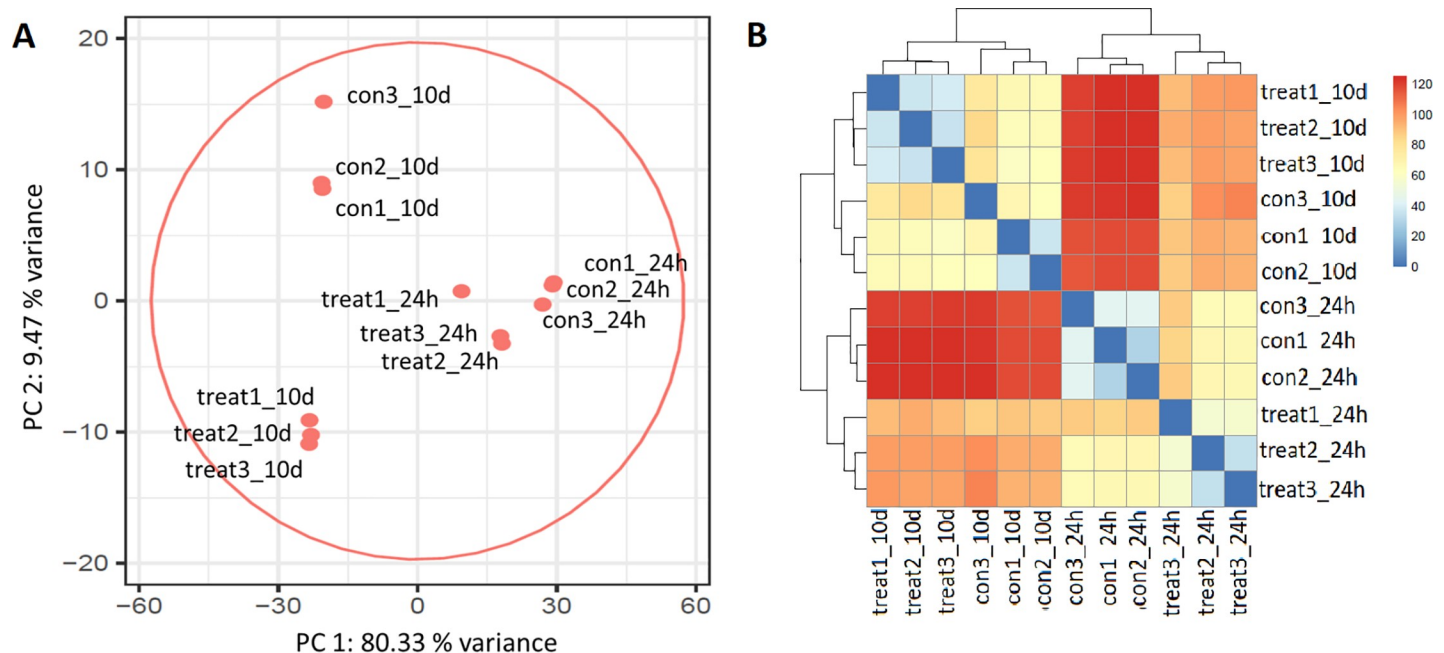 A
PC 2: 9.47 % variance
20
10
0
−10
−20
con3_10d
con2_10d
con1_10d
con1_24h
con2_24h
con3_24h
treat1_24h
treat3_24h
treat2_24h
treat1_10d
treat2_10d
treat3_10d
−60
−30
0
30
60
PC 1: 80.33 % variance
B
treat1_10d
treat2_10d
treat3_10d
con3_10d
con1 10d
con2_10d
con3_24h
con1 24h
con2_24h
treat1_24h
treat2_24h
treat3_24h
treat1_10d
treat2_10d
treat3_10d
con3_10d
con1_10d
con2_10d
con3_24h
con1 24h
con2_24h
treat3_24h
treat2_24h
treat3_24h
120
100
80
60
40
20
0